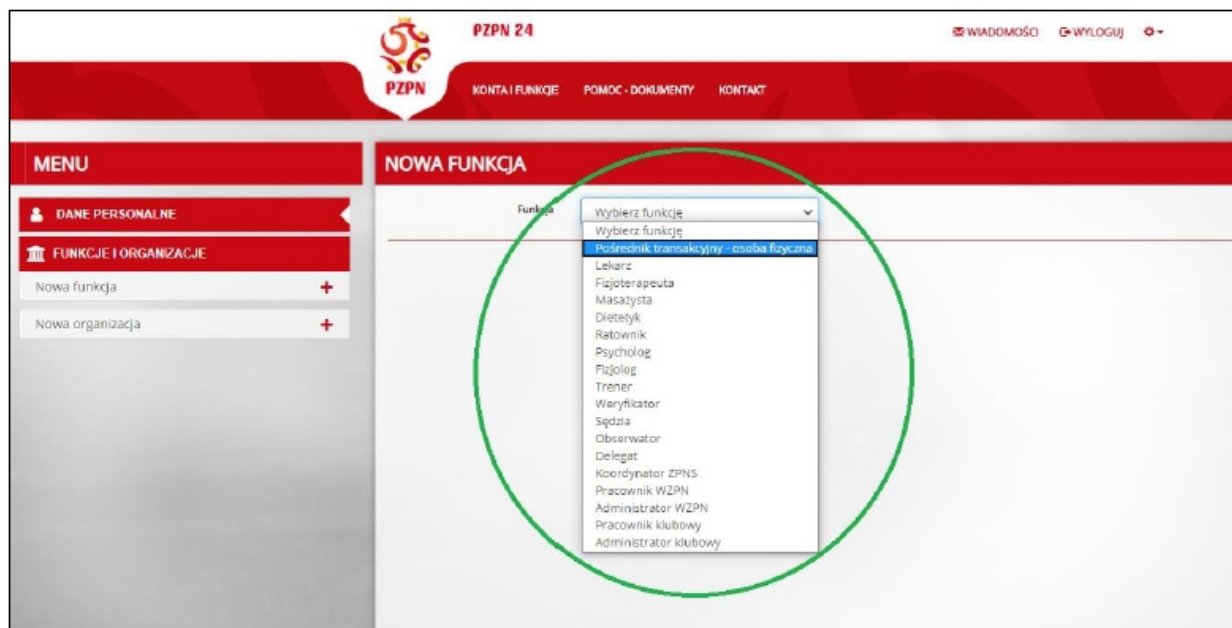 PZPN 24
WIADOMOŚCI WYLOGUJ
PZPN
KONTA I FUNKCJE POMOC - DOKUMENTY KONTAKT
MENU
DANE PERSONALNE
FUNKCJE I ORGANIZACJE
Nowa funkcja +
Nowa organizacja +
NOWA FUNKCJA
Funkcja Wybierz funkcję
Wybierz funkcję
Pośrednik transakcyjny - osoba fizyczna
Lekarz
Fizjoterapeuta
Masażysta
Dietetyk
Ratownik
Psycholog
Fizjolog
Trener
Weryfikator
Sędzia
Obserwator
Delegat
Koordynator ZPNS
Pracownik WZPN
Administrator WZPN
Pracownik klubowy
Administrator klubowy